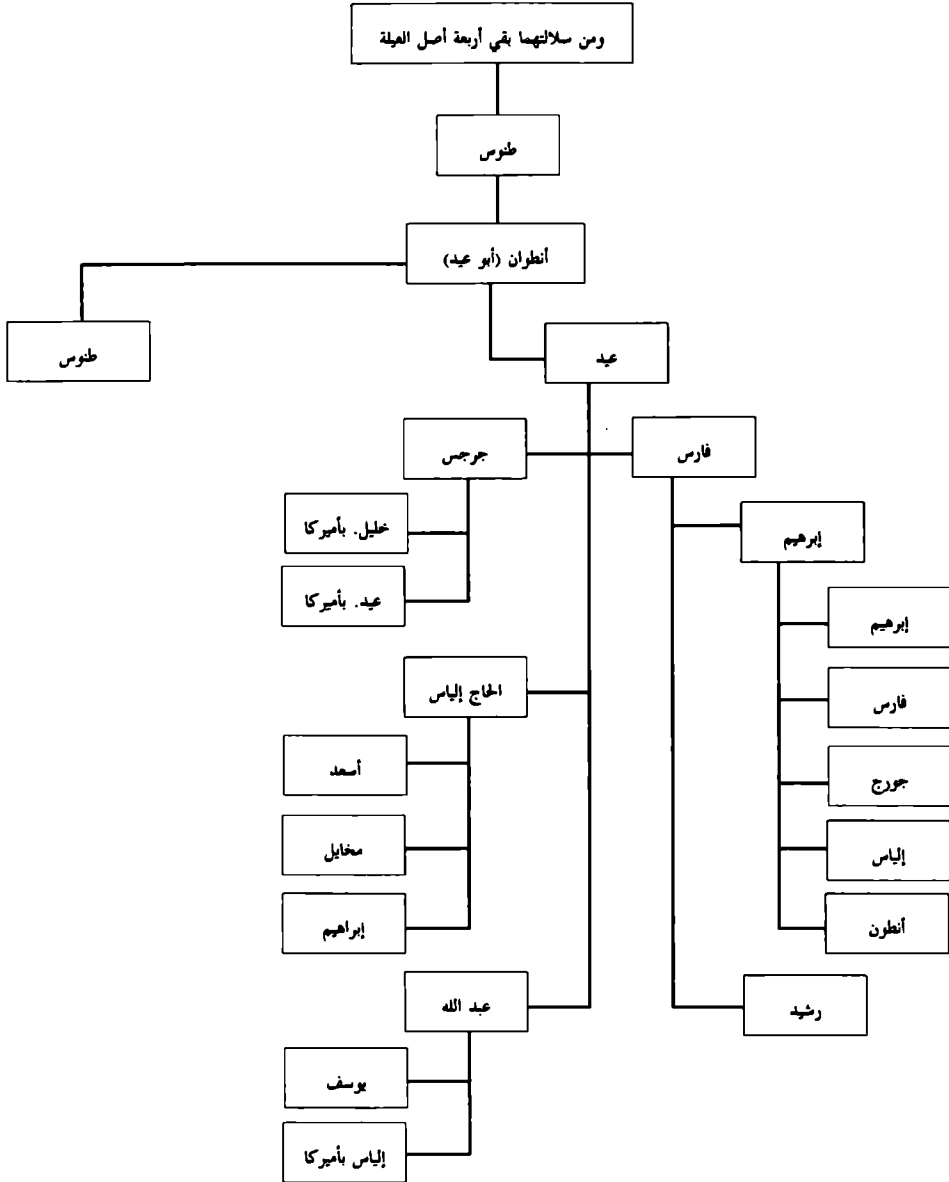 ومن سلالتهما بقي أربعة أصل العيلة
طنوس
أنطوان (أبو عيد)
طنوس
عيد
فارس
جرجس
إبرهيم
خليل. بأميركا
عيد. بأميركا
إبرهيم
فارس
جورج
إلياس
أنطون
الحاج إلياس
أسعد
مخايل
إبراهيم
رشيد
عبد الله
يوسف
إلياس بأميركا